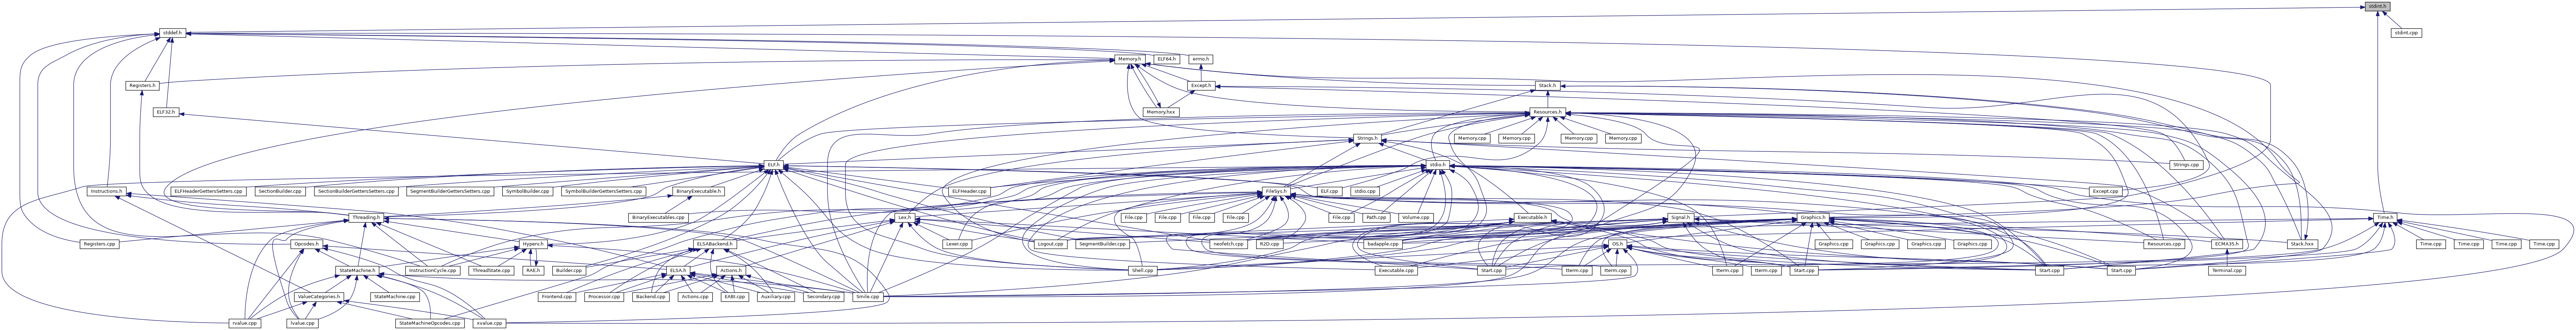 stdint.h
stddef.h
stdint.cpp
Memory.h
ELF64.h
errno.h
Registers.h
Except.h
Stack.h
ELF32.h
Memory.hxx
Resources.h
Strings.h
Memory.cpp
Memory.cpp
Memory.cpp
Memory.cpp
ELF.h
stdio.h
Strings.cpp
Instructions.h
ELFHeaderGettersSetters.cpp
SectionBuilder.cpp
SectionBuilderGettersSetters.cpp
SegmentBuilderGettersSetters.cpp
SymbolBuilder.cpp
SymbolBuilderGettersSetters.cpp
BinaryExecutable.h
ELFHeader.cpp
FileSys.h
ELF.cpp
stdio.cpp
Except.cpp
Threading.h
BinaryExecutables.cpp
Lex.h
File.cpp
File.cpp
File.cpp
File.cpp
File.cpp
Path.cpp
Volume.cpp
Executable.h
Signal.h
Graphics.h
Time.h
Registers.cpp
Opcodes.h
Hyperv.h
ELSABackend.h
Lexer.cpp
Logout.cpp
SegmentBuilder.cpp
neofetch.cpp
R2D.cpp
badapple.cpp
OS.h
Graphics.cpp
Graphics.cpp
Graphics.cpp
Graphics.cpp
Resources.cpp
ECMA35.h
Stack.hxx
Time.cpp
Time.cpp
Time.cpp
Time.cpp
StateMachine.h
InstructionCycle.cpp
ThreadState.cpp
RAE.h
Builder.cpp
ELSA.h
Actions.h
Shell.cpp
Executable.cpp
Start.cpp
Iterm.cpp
Iterm.cpp
Iterm.cpp
Iterm.cpp
Start.cpp
Start.cpp
Start.cpp
Terminal.cpp
ValueCategories.h
StateMachine.cpp
Frontend.cpp
Processor.cpp
Backend.cpp
Actions.cpp
EABI.cpp
Auxiliary.cpp
Secondary.cpp
Smile.cpp
rvalue.cpp
lvalue.cpp
StateMachineOpcodes.cpp
xvalue.cpp